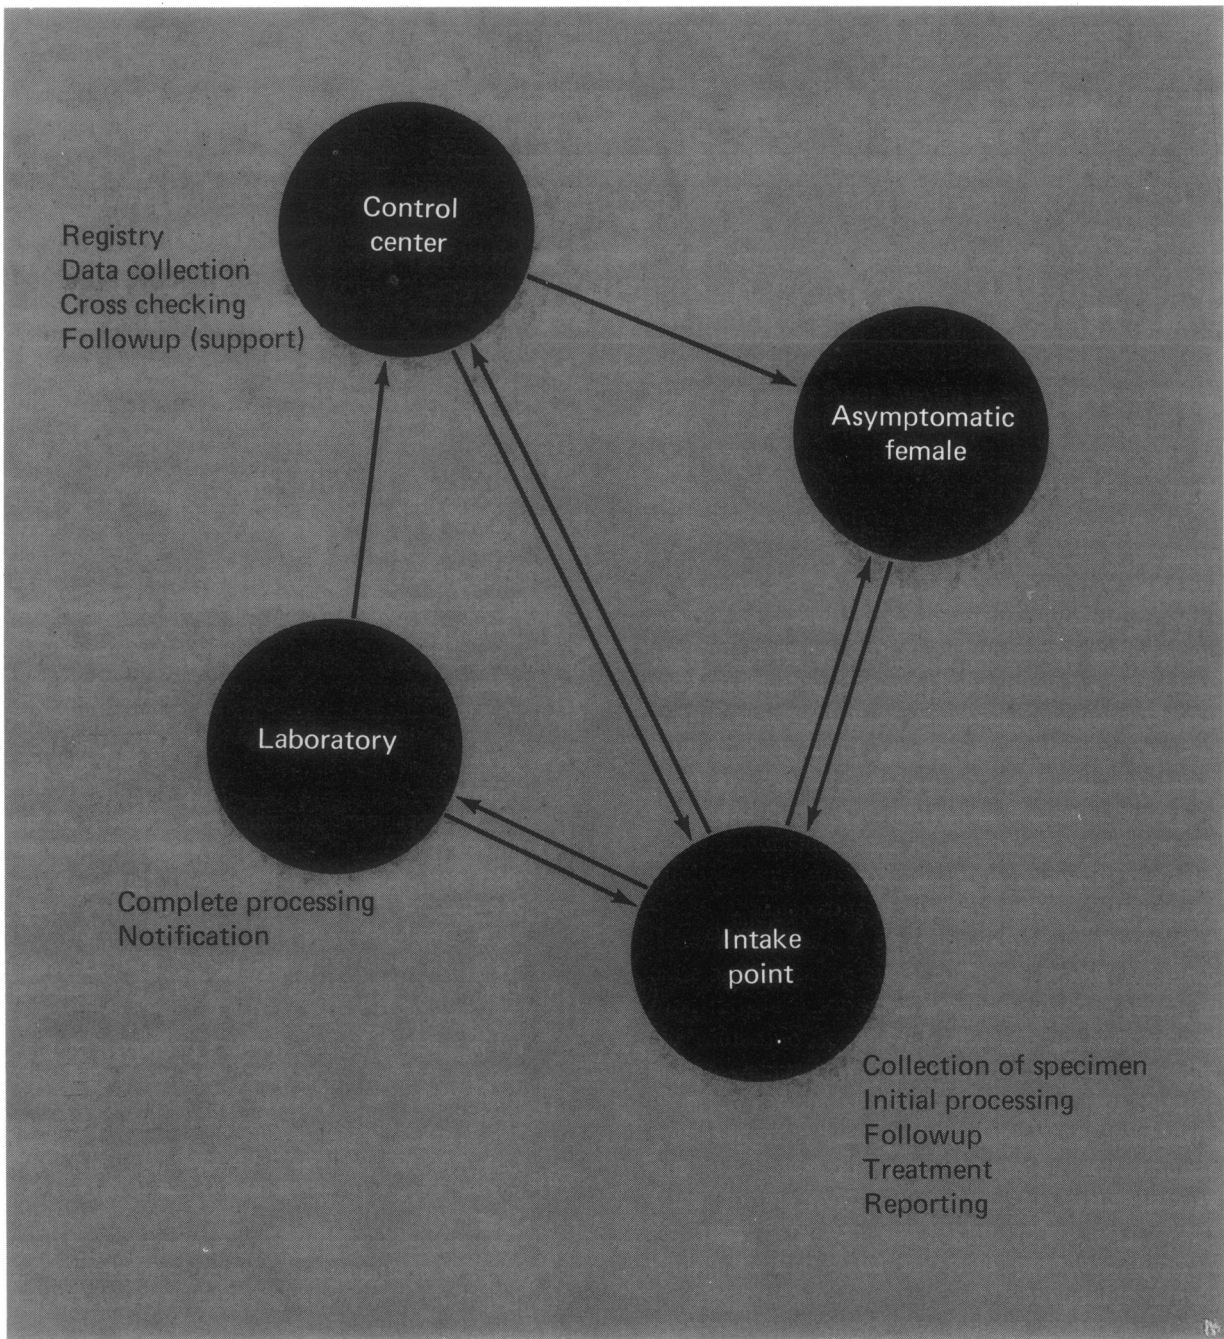 Control
center
Registry
Data collection
Cross checking
Followup (support)
Asymptomatic
female
Laboratory
Complete processing
Notification
Intake
point
Collection of specimen
Initial processing
Followup
Treatment
Reporting